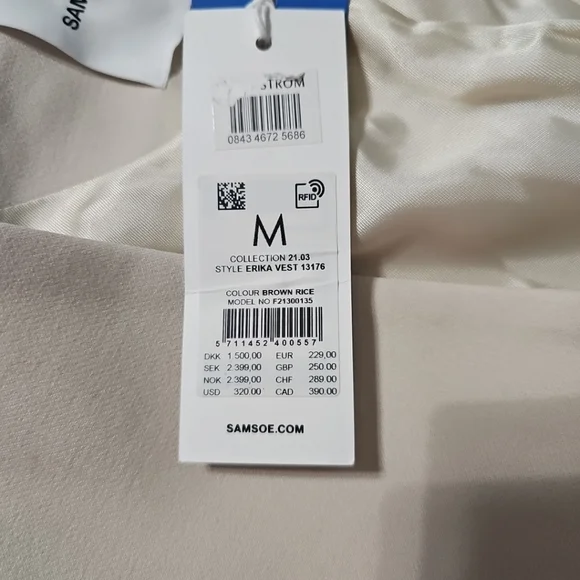 SAM
STROM
0843 4672 5686
RFID
M
COLLECTION 21.03
STYLE ERIKA VEST 13176
COLOUR BROWN RICE
MODEL NO F21300135
5 711452 400557
DKK 1.500,00 EUR 229,00
SEK 2.399,00 GBP 250.00
NOK 2.399,00 CHF 289.00
USD 320.00 CAD 390.00
SAMSOE.COM